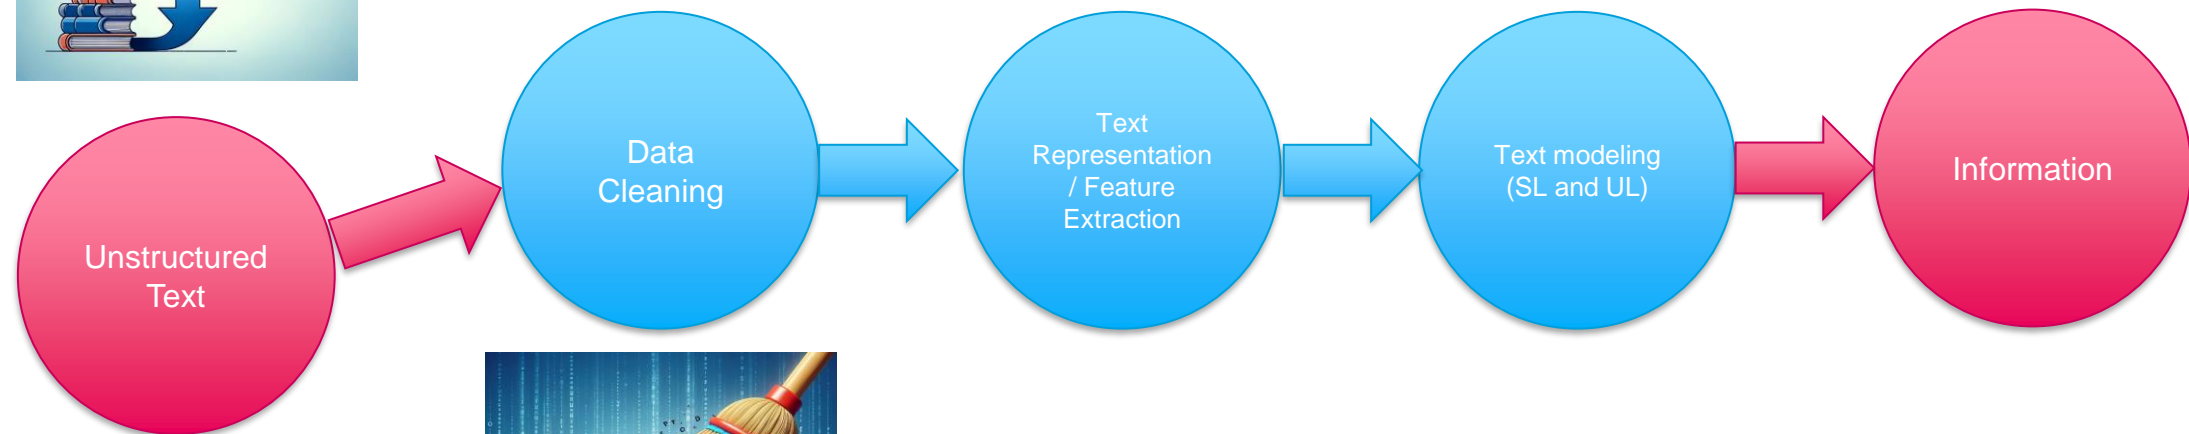 Unstructured
Text
Data
Cleaning
Text
Representation
/ Feature
Extraction
Text modeling
(SL and UL)
Information